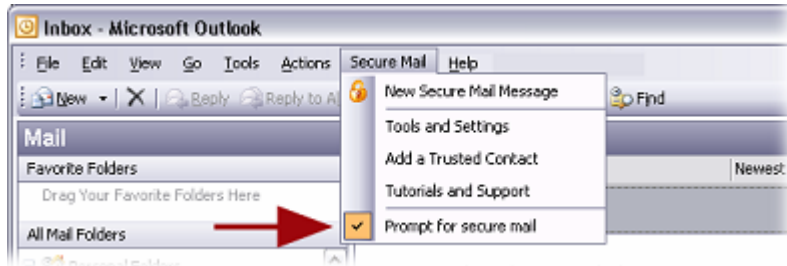 Inbox - Microsoft Outlook
File Edit View Go Tools Actions Secure Mail Help
New Reply Reply to Find
New Secure Mail Message
Mail
Tools and Settings
Favorite Folders
Add a Trusted Contact
Newest
Drag Your Favorite Folders Here
Tutorials and Support
All Mail Folders
Prompt for secure mail